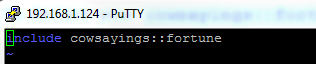 192.168.1.124 - PuTTY
include cowsayings::fortune
~